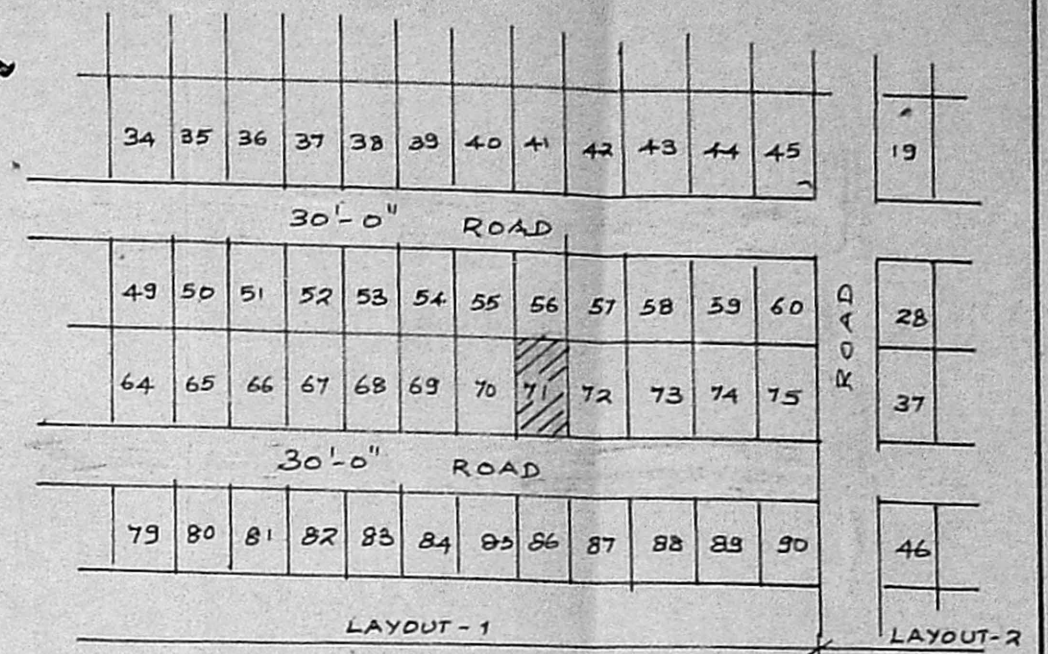 34 35 36 37 38 39 40 41 42 43 44 45 19
30'-0" ROAD
49 50 51 52 53 54 55 56 57 58 59 60 28
ROAD
64 65 66 67 68 69 70 71 72 73 74 75 37
30'-0" ROAD
79 80 81 82 83 84 85 86 87 88 89 90 46
LAYOUT-1 LAYOUT-2